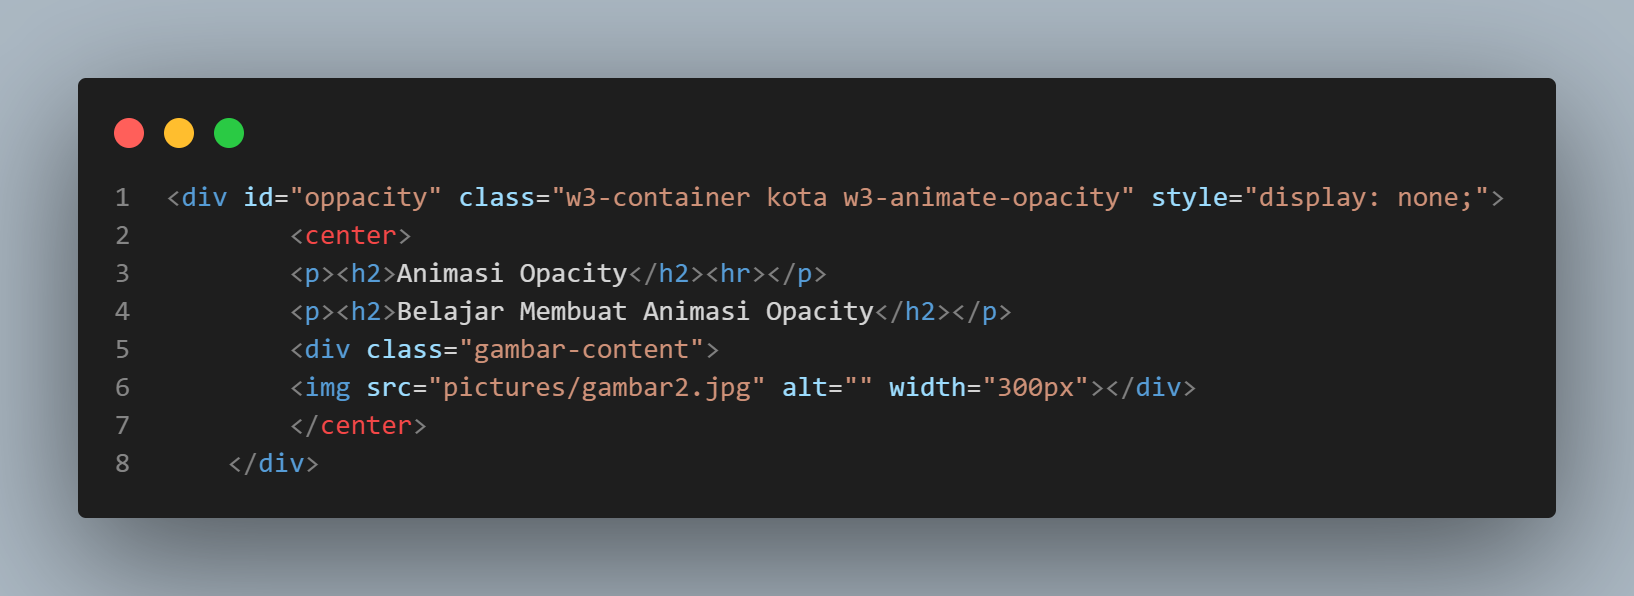 1 <div id="oppacity" class="w3-container kota w3-animate-opacity" style="display: none;">
2         <center>
3         <p><h2>Animasi Opacity</h2><hr></p>
4         <p><h2>Belajar Membuat Animasi Opacity</h2></p>
5         <div class="gambar-content">
6         <img src="pictures/gambar2.jpg" alt="" width="300px"></div>
7         </center>
8     </div>